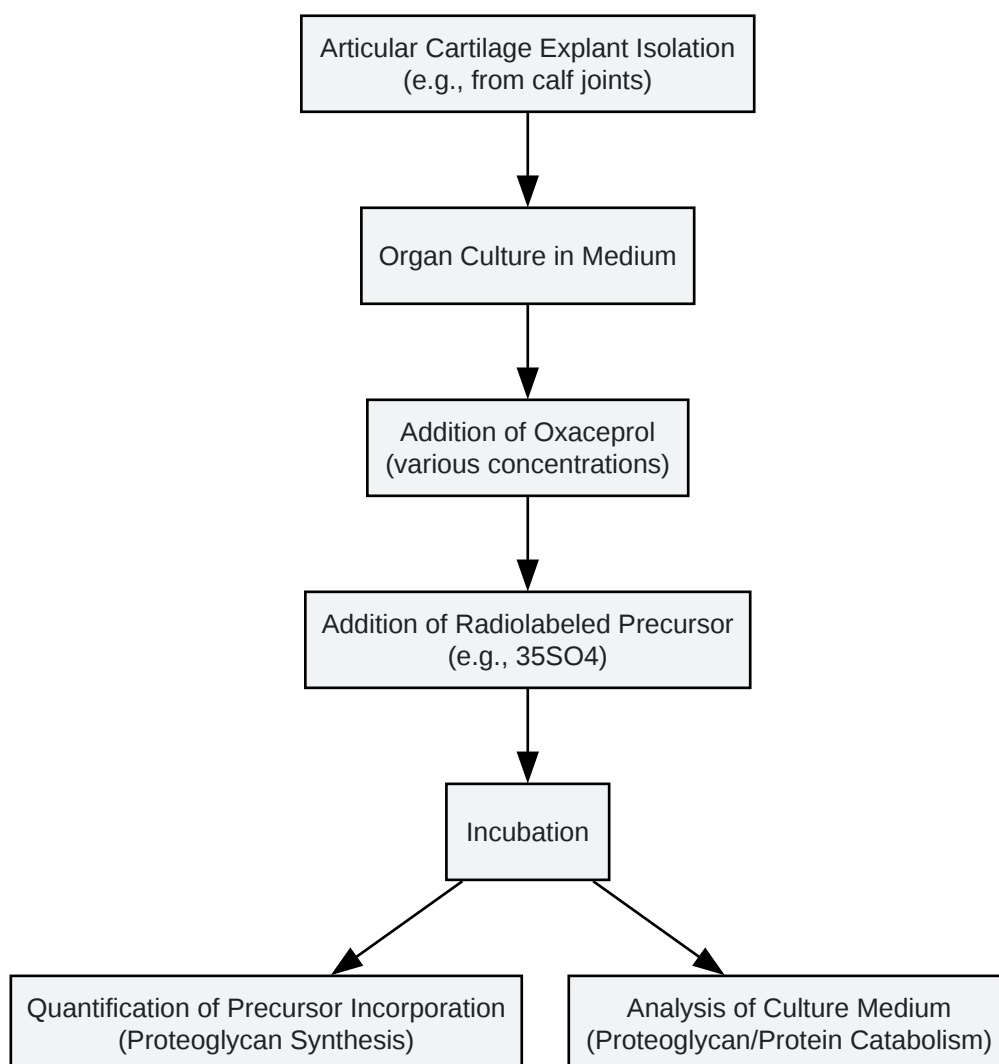 Articular Cartilage Explant Isolation
(e.g., from calf joints)
Organ Culture in Medium
Addition of Oxaceprol
(various concentrations)
Addition of Radiolabeled Precursor
(e.g., 35SO4)
Incubation
Quantification of Precursor Incorporation
(Proteoglycan Synthesis)
Analysis of Culture Medium
(Proteoglycan/Protein Catabolism)